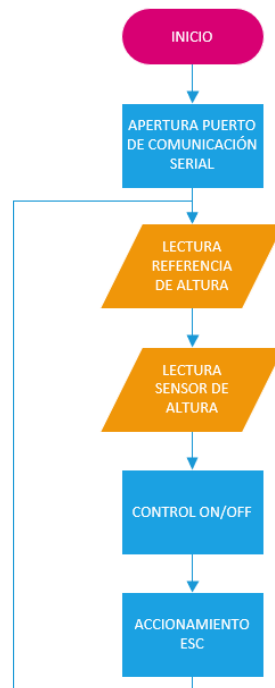 INICIO
APERTURA PUERTO
DE COMUNICACIÓN
SERIAL
LECTURA
REFERENCIA
DE ALTURA
LECTURA
SENSOR DE
ALTURA
CONTROL ON/OFF
ACCIONAMIENTO
ESC